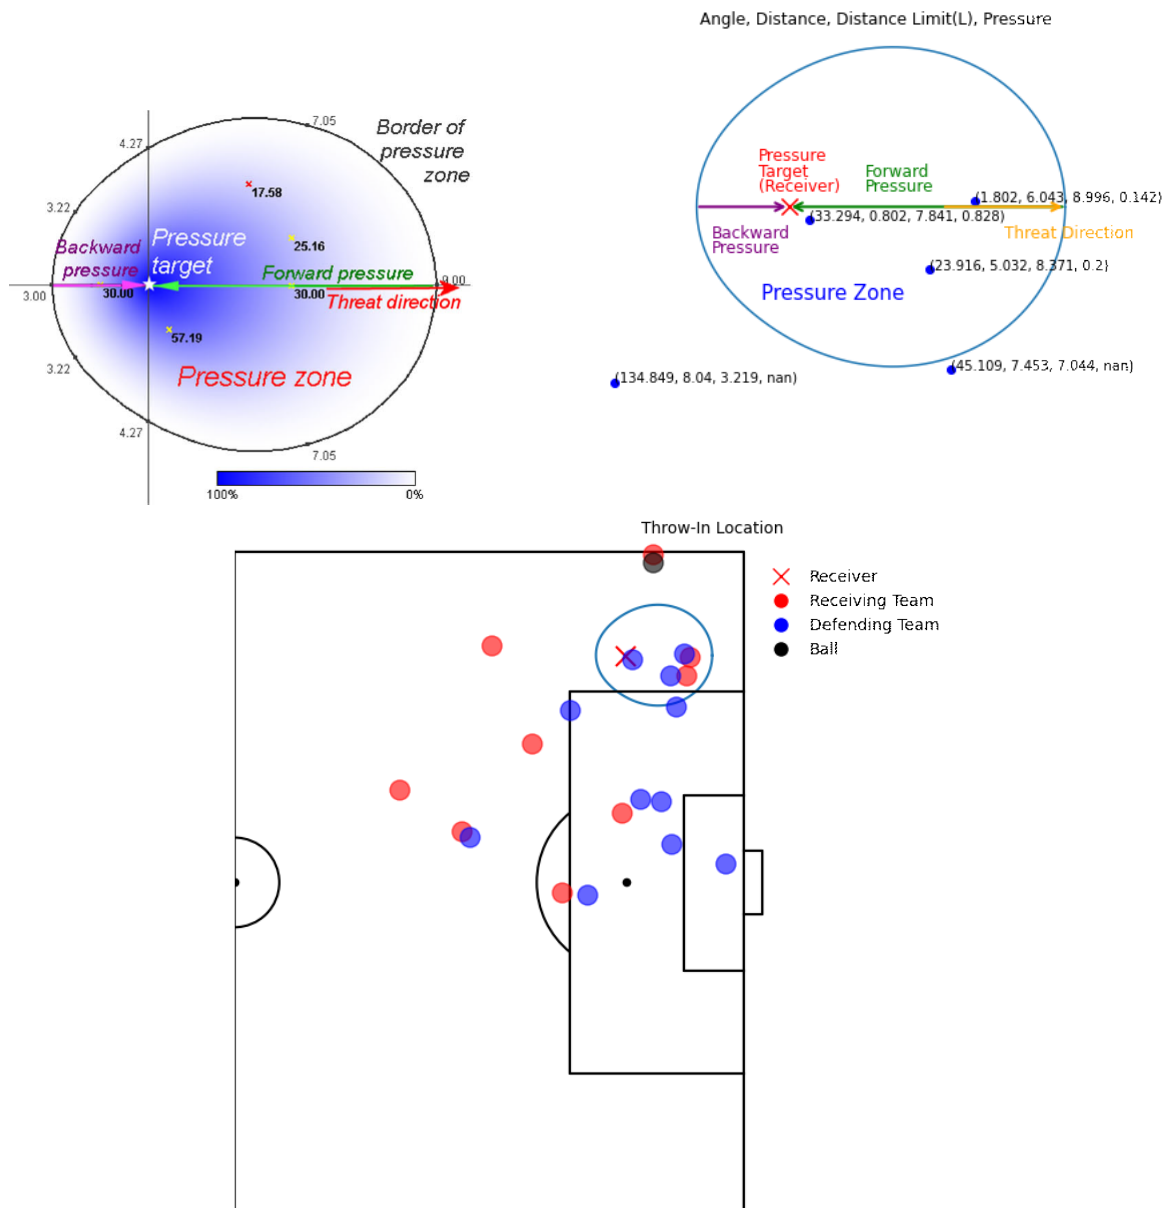 Angle, Distance, Distance Limit(L), Pressure
7.05
4.27
Border of
pressure
zone
17.58
3.22
Backward
pressure
Pressure
target
25.16
Forward pressure
9.00
3.00
30.00
30.00
Threat direction
57.19
3.22
Pressure zone
4.27
7.05
100%
0%
Pressure
Target
(Receiver)
Forward
Pressure
(1.802, 6.043, 8.996, 0.142)
(33.294, 0.802, 7.841, 0.828)
Backward
Pressure
Threat Direction
(23.916, 5.032, 8.371, 0.2)
Pressure Zone
(45.109, 7.453, 7.044, nan)
(134.849, 8.04, 3.219, nan)
Throw-In Location
Receiver
Receiving Team
Defending Team
Ball